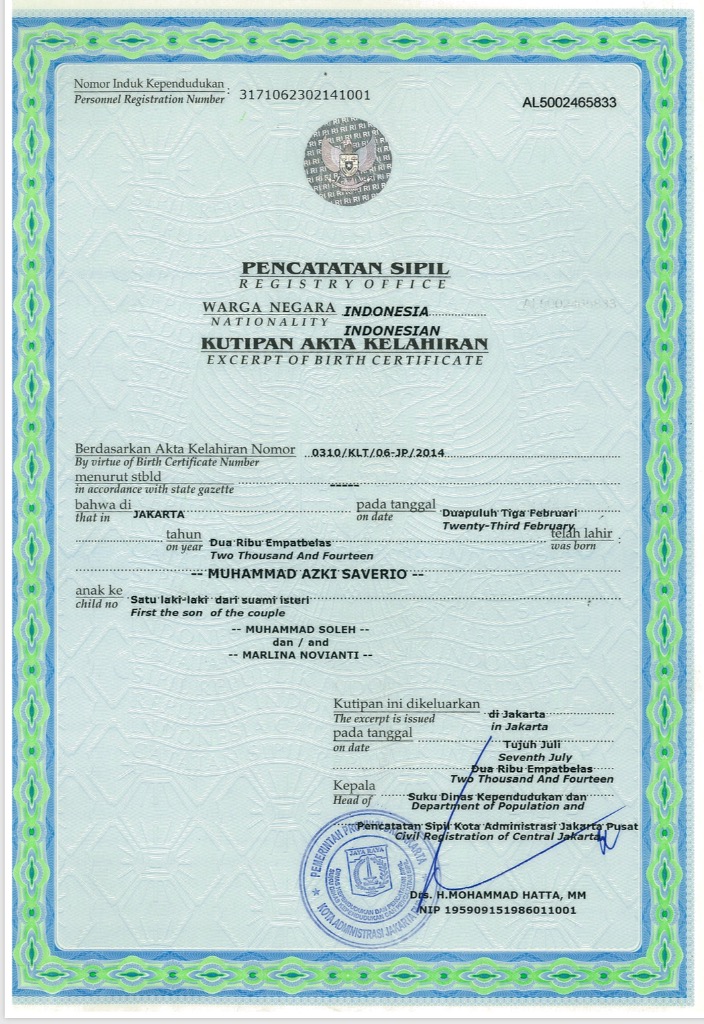 Nomor Induk Kependudukan : 3171062302141001
Personnel Registration Number
AL5002465833
PENCATATAN SIPIL
REGISTRY OFFICE
WARGA NEGARA INDONESIA
NATIONALITY INDONESIAN
KUTIPAN AKTA KELAHIRAN
EXCERPT OF BIRTH CERTIFICATE
Berdasarkan Akta Kelahiran Nomor 0310/KLT/06-JP/2014
By virtue of Birth Certificate Number
menurut stbld -----
in accordance with state gazette
bahwa di JAKARTA pada tanggal Duapuluh Tiga Februari
that in on date Twenty-Third February
tahun Dua Ribu Empatbelas telah lahir :
on year Two Thousand And Fourteen was born
-- MUHAMMAD AZKI SAVERIO --
anak ke Satu laki-laki dari suami isteri
child no First the son of the couple
-- MUHAMMAD SOLEH --
dan / and
-- MARLINA NOVIANTI --
Kutipan ini dikeluarkan di Jakarta
The excerpt is issued in Jakarta
pada tanggal Tujuh Juli
on date Seventh July
Dua Ribu Empatbelas
Two Thousand And Fourteen
Kepala Suku Dinas Kependudukan dan
Head of Department of Population and
Pencatatan Sipil Kota Administrasi Jakarta Pusat
Civil Registration of Central Jakarta
Drs. H.MOHAMMAD HATTA, MM
NIP 195909151986011001
JAYA RAYA
KOTA ADMINISTRASI JAKARTA